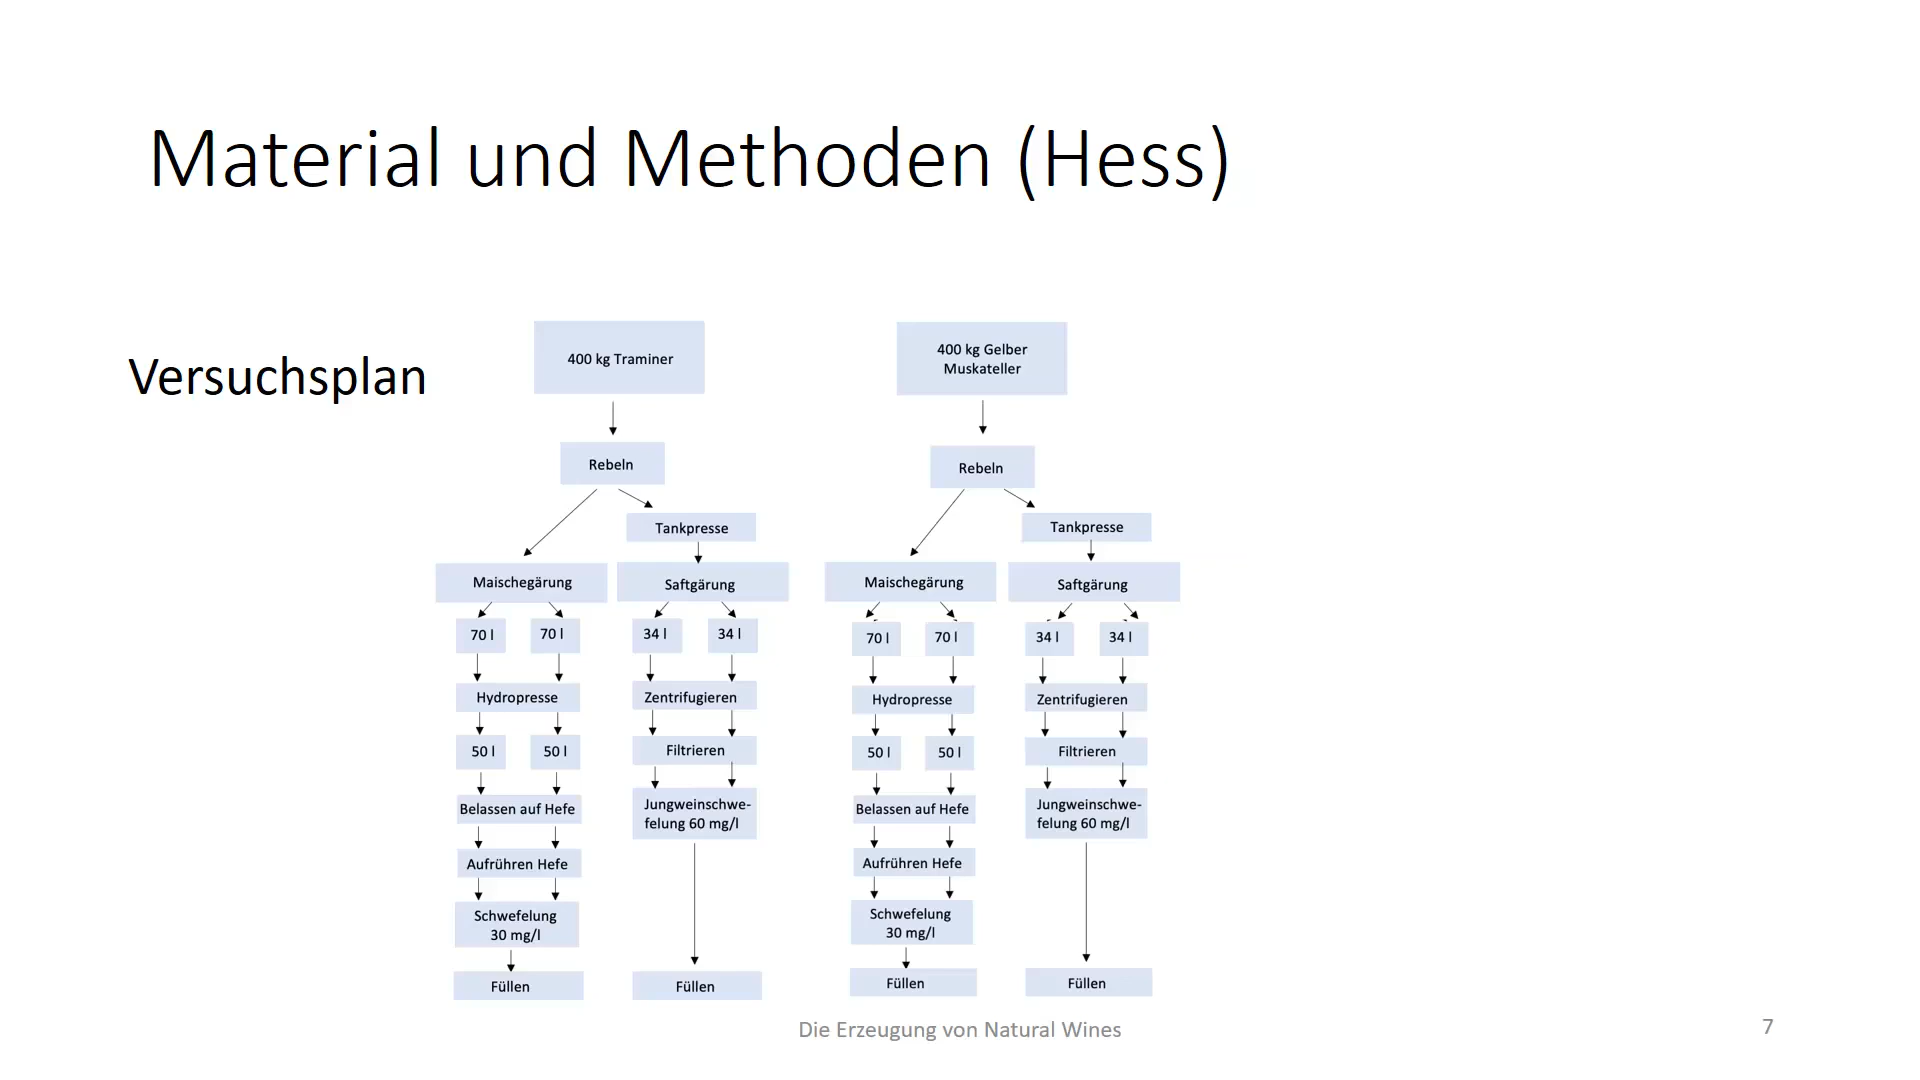 Material und Methoden (Hess)
Versuchsplan
400 kg Traminer
Rebeln
Tankpresse
Maischegärung
Saftgärung
70 l
70 l
34 l
34 l
Hydropresse
Zentrifugieren
50 l
50 l
Filtrieren
Belassen auf Hefe
Jungweinschwe-
felung 60 mg/l
Aufrühren Hefe
Schwefelung
30 mg/l
Füllen
Füllen
400 kg Gelber
Muskateller
Rebeln
Tankpresse
Maischegärung
Saftgärung
70 l
70 l
34 l
34 l
Hydropresse
Zentrifugieren
50 l
50 l
Filtrieren
Belassen auf Hefe
Jungweinschwe-
felung 60 mg/l
Aufrühren Hefe
Schwefelung
30 mg/l
Füllen
Füllen
Die Erzeugung von Natural Wines
7